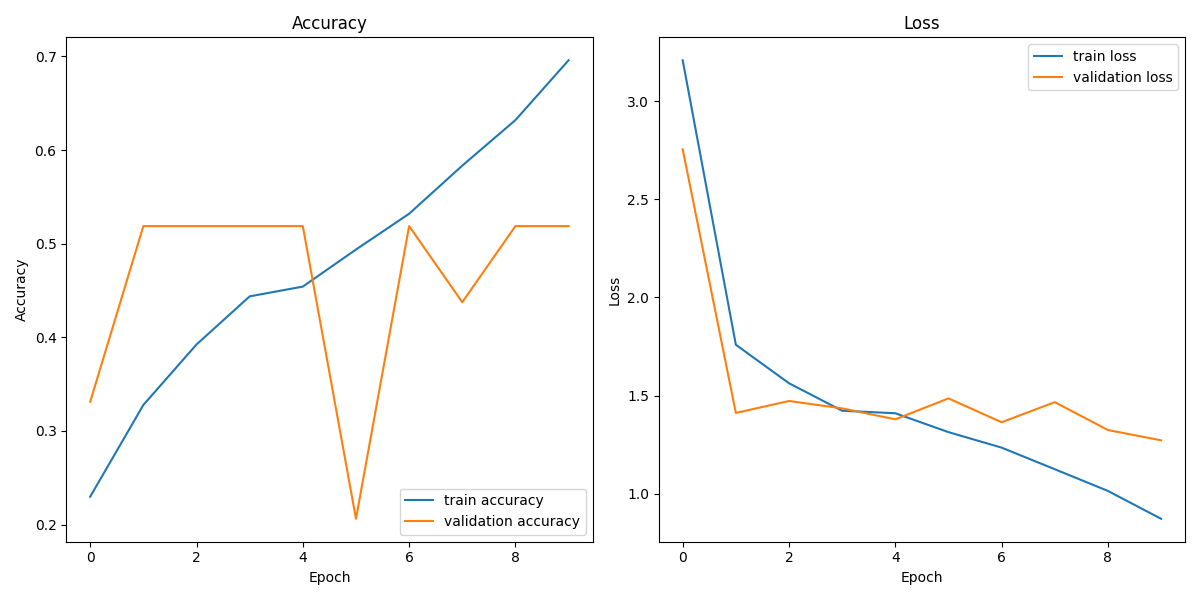 Accuracy
0.7
0.6
0.5
0.4
0.3
0.2
Accuracy
0 2 4 6 8
Epoch
train accuracy
validation accuracy
Loss
3.0
2.5
2.0
1.5
1.0
Loss
0 2 4 6 8
Epoch
train loss
validation loss